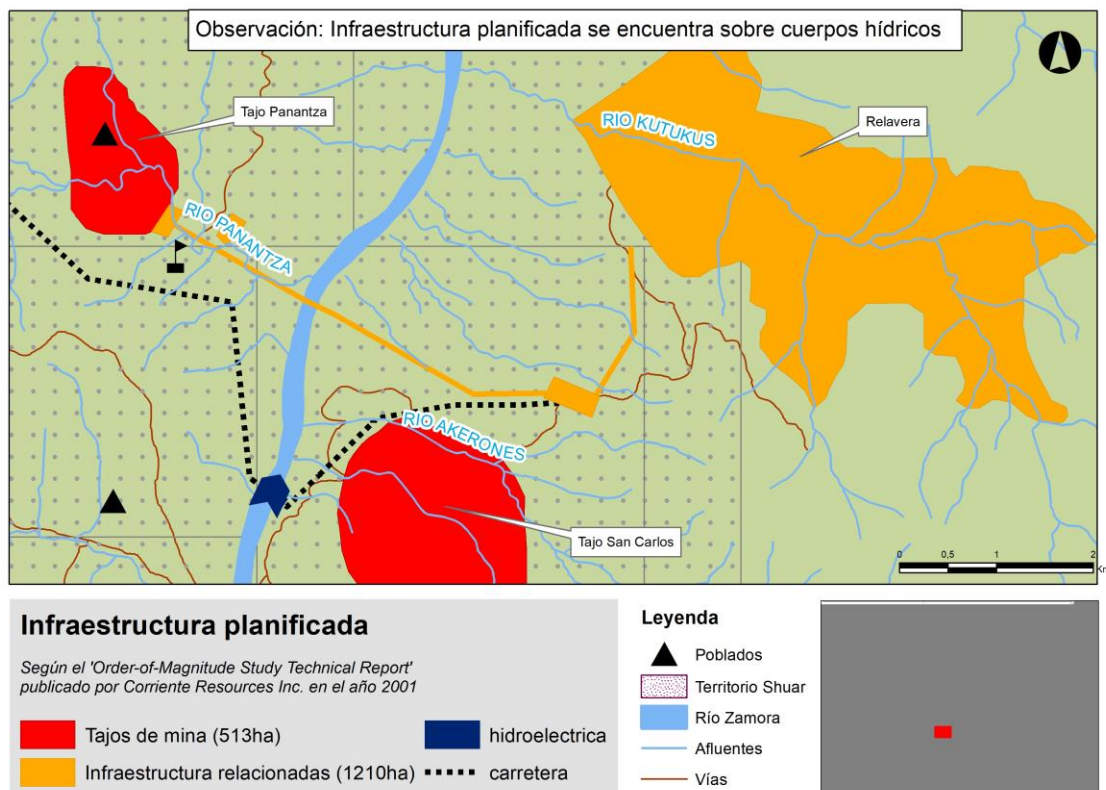 Observación: Infraestructura planificada se encuentra sobre cuerpos hídricos
Tajo Panantza
RIO KUTUKUS
Relavera
RIO PANANTZA
RIO AKERONES
Tajo San Carlos
0 0,5 1 2
Infraestructura planificada
Según el 'Order-of-Magnitude Study Technical Report'
publicado por Corriente Resources Inc. en el año 2001
Tajos de mina (513ha)
hidroelectrica
Infraestructura relacionadas (1210ha)
carretera
Leyenda
Poblados
Territorio Shuar
Río Zamora
Afluentes
Vías